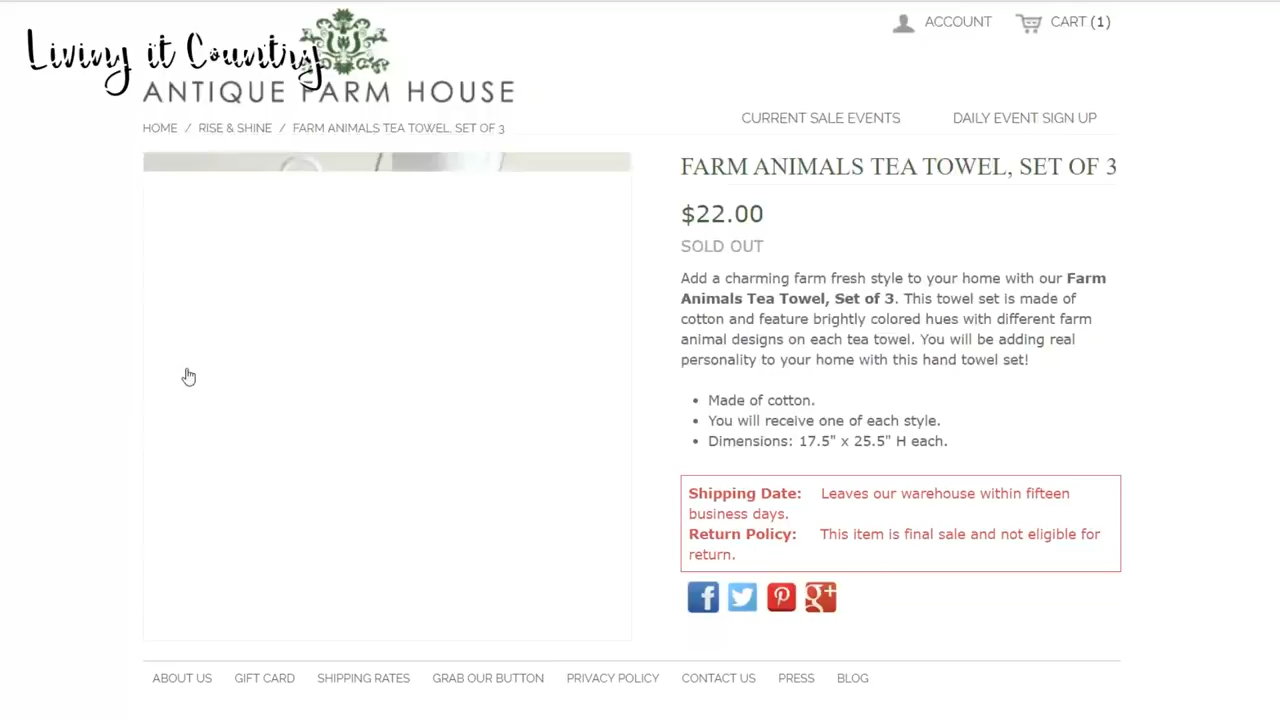 Living it Country
ANTIQUE FARM HOUSE
ACCOUNT
CART (1)
CURRENT SALE EVENTS
DAILY EVENT SIGN UP
HOME / RISE & SHINE / FARM ANIMALS TEA TOWEL, SET OF 3
FARM ANIMALS TEA TOWEL, SET OF 3
$22.00
SOLD OUT
Add a charming farm fresh style to your home with our Farm
Animals Tea Towel, Set of 3. This towel set is made of
cotton and feature brightly colored hues with different farm
animal designs on each tea towel. You will be adding real
personality to your home with this hand towel set!
• Made of cotton.
• You will receive one of each style.
• Dimensions: 17.5" x 25.5" H each.
Shipping Date: Leaves our warehouse within fifteen
business days.
Return Policy: This item is final sale and not eligible for
return.
ABOUT US GIFT CARD SHIPPING RATES GRAB OUR BUTTON PRIVACY POLICY CONTACT US PRESS BLOG